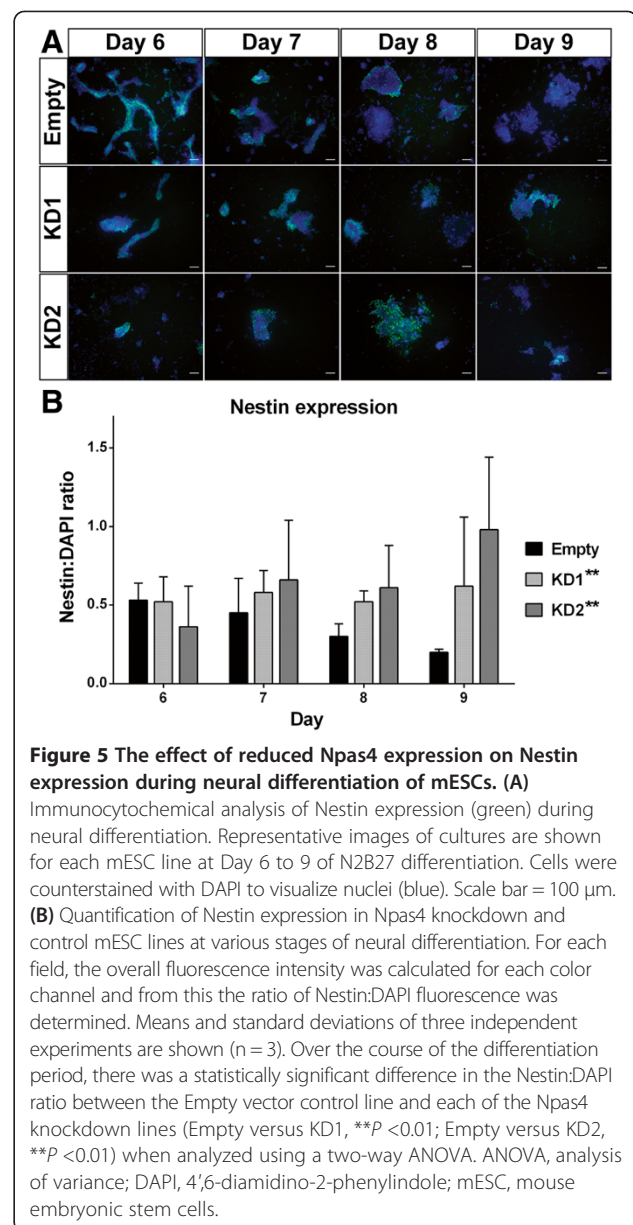 A
Day 6 Day 7 Day 8 Day 9
Empty
KD1
KD2
B
Nestin expression
Nestin:DAPI ratio
1.5
1.0
0.5
0.0
6 7 8 9
Day
Empty
KD1**
KD2**
Figure 5 The effect of reduced Npas4 expression on Nestin
expression during neural differentiation of mESCs. (A)
Immunocytochemical analysis of Nestin expression (green) during
neural differentiation. Representative images of cultures are shown
for each mESC line at Day 6 to 9 of N2B27 differentiation. Cells were
counterstained with DAPI to visualize nuclei (blue). Scale bar = 100 μm.
(B) Quantification of Nestin expression in Npas4 knockdown and
control mESC lines at various stages of neural differentiation. For each
field, the overall fluorescence intensity was calculated for each color
channel and from this the ratio of Nestin:DAPI fluorescence was
determined. Means and standard deviations of three independent
experiments are shown (n = 3). Over the course of the differentiation
period, there was a statistically significant difference in the Nestin:DAPI
ratio between the Empty vector control line and each of the Npas4
knockdown lines (Empty versus KD1, **P <0.01; Empty versus KD2,
**P <0.01) when analyzed using a two-way ANOVA. ANOVA, analysis
of variance; DAPI, 4′,6-diamidino-2-phenylindole; mESC, mouse
embryonic stem cells.